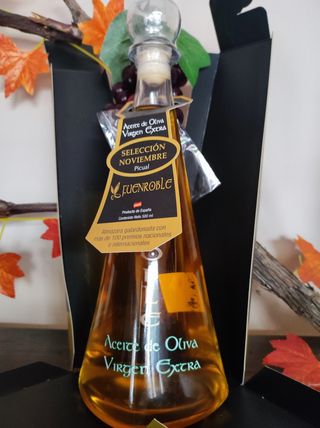 Aceite de Oliva
Virgen Extra
SELECCIÓN
NOVIEMBRE
Picual
FUENROBLE
Producto de España
Contenido Neto 500 ml
Almazara galardonada con
más de 100 premios nacionales
e internacionales
Aceite de Oliva
Virgen Extra